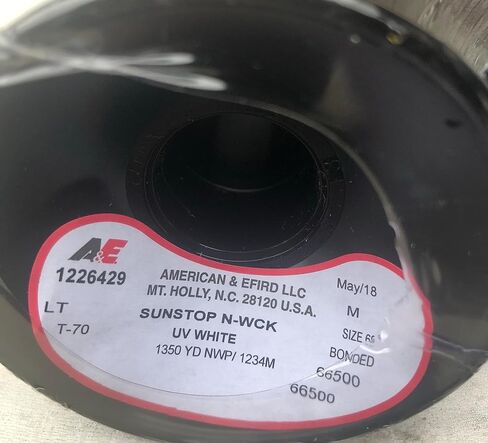 A&E
1226429
AMERICAN & EFIRD LLC
MT. HOLLY, N.C. 28120 U.S.A.
May/18
LT
SUNSTOP N-WCK
M
T-70
UV WHITE
SIZE
1350 YD NWP/ 1234M
BONDED
66500
66500